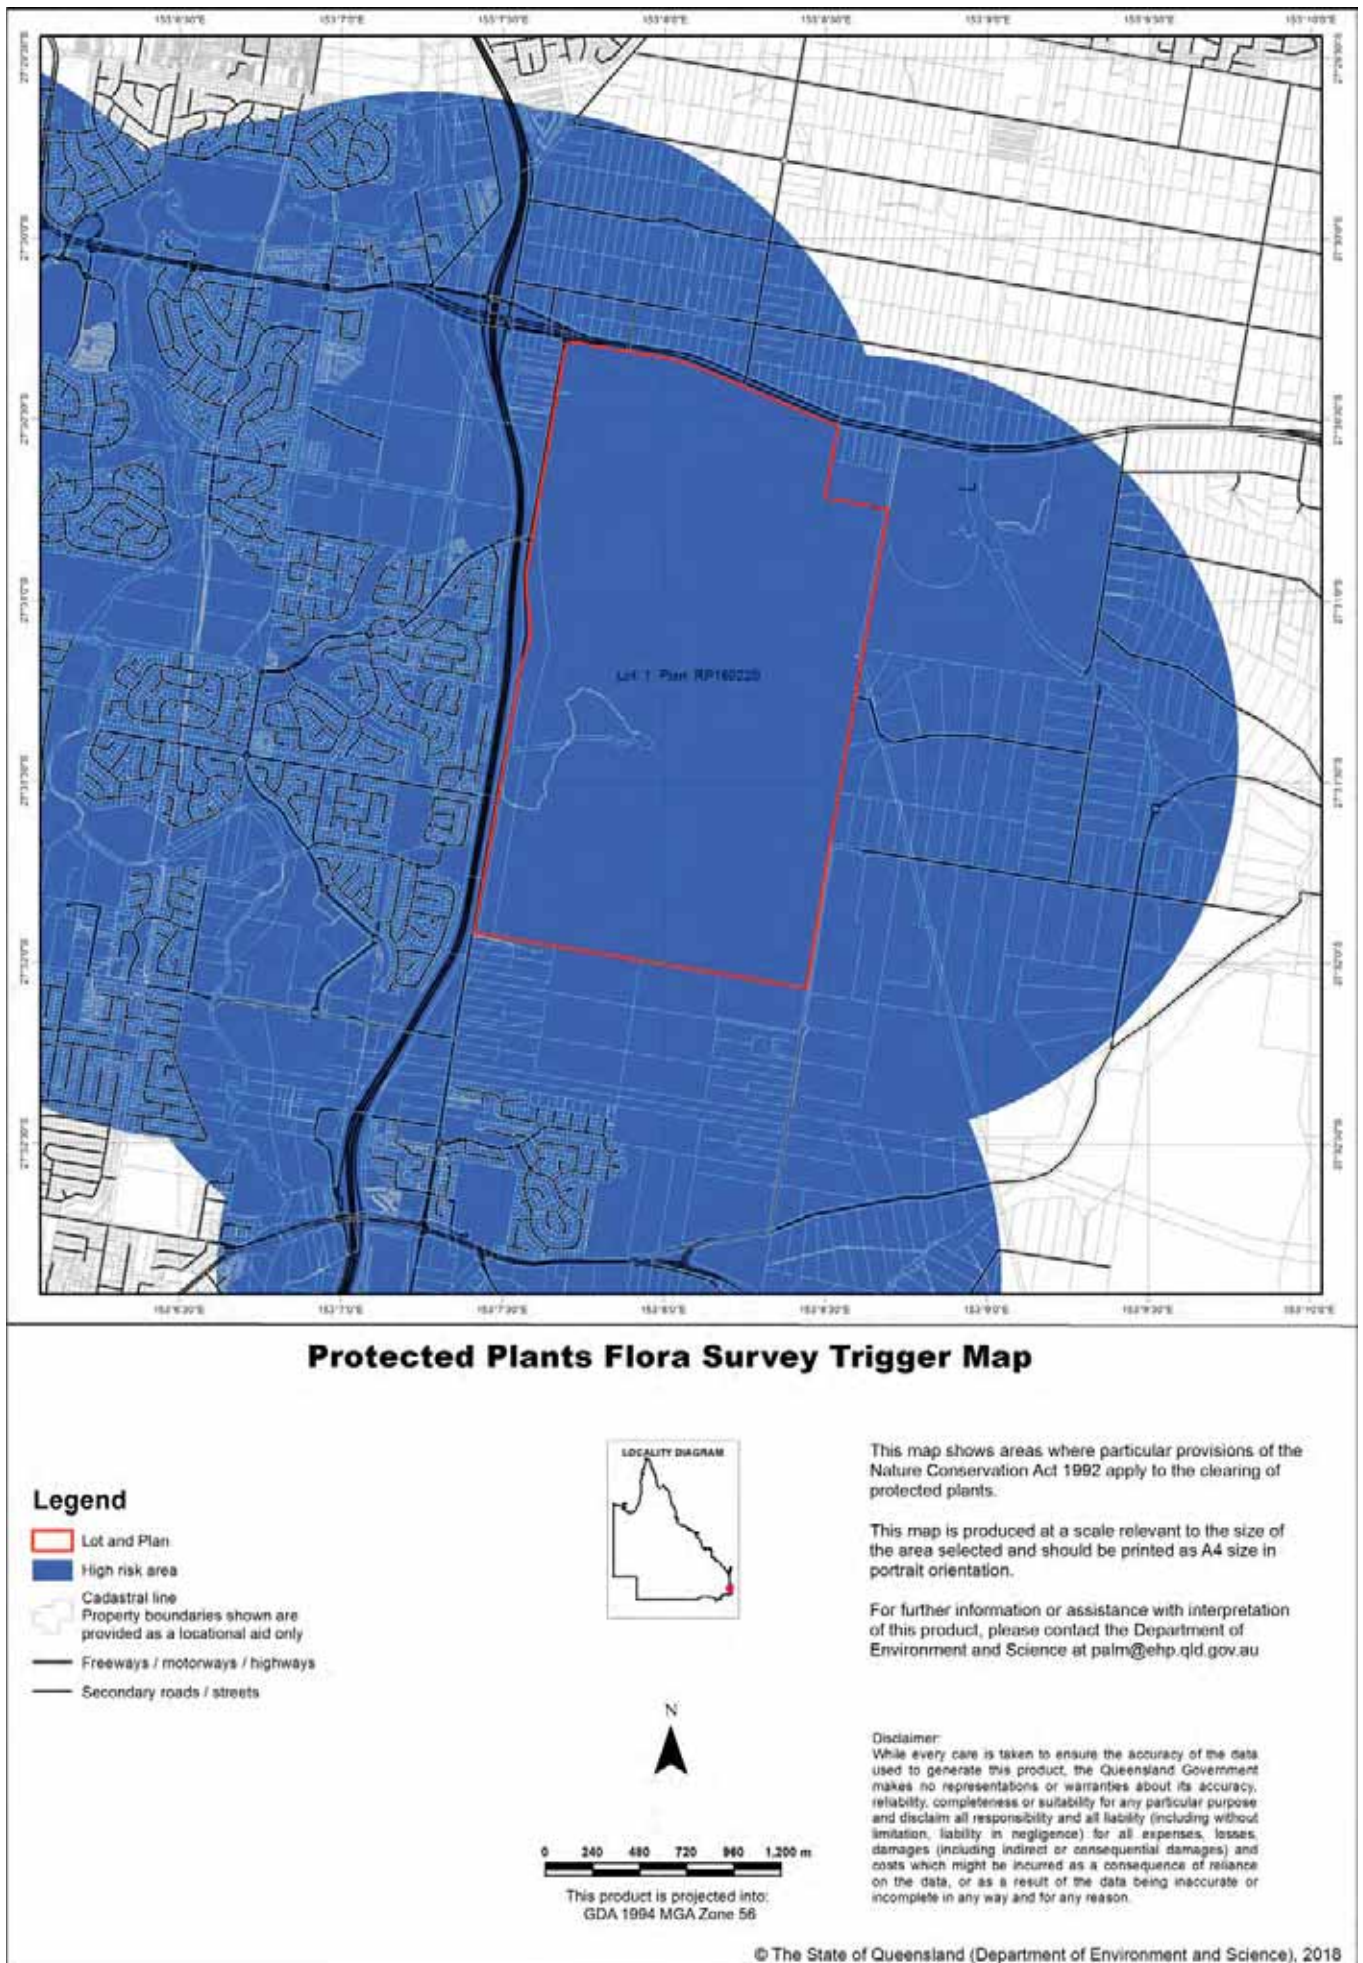 Protected Plants Flora Survey Trigger Map
Legend
Lot and Plan
High risk area
Cadastral line
Property boundaries shown are
provided as a locational aid only
Freeways / motorways / highways
Secondary roads / streets
LOCALITY DIAGRAM
N
0 240 480 720 960 1,200 m
This product is projected into:
GDA 1994 MGA Zone 56
This map shows areas where particular provisions of the
Nature Conservation Act 1992 apply to the clearing of
protected plants.
This map is produced at a scale relevant to the size of
the area selected and should be printed as A4 size in
portrait orientation.
For further information or assistance with interpretation
of this product, please contact the Department of
Environment and Science at palm@ehp.qld.gov.au
Disclaimer:
While every care is taken to ensure the accuracy of the data
used to generate this product, the Queensland Government
makes no representations or warranties about its accuracy,
reliability, completeness or suitability for any particular purpose
and disclaim all responsibility and all liability (including without
limitation, liability in negligence) for all expenses, losses,
damages (including indirect or consequential damages) and
costs which might be incurred as a consequence of reliance
on the data, or as a result of the data being inaccurate or
incomplete in any way and for any reason.
© The State of Queensland (Department of Environment and Science), 2018